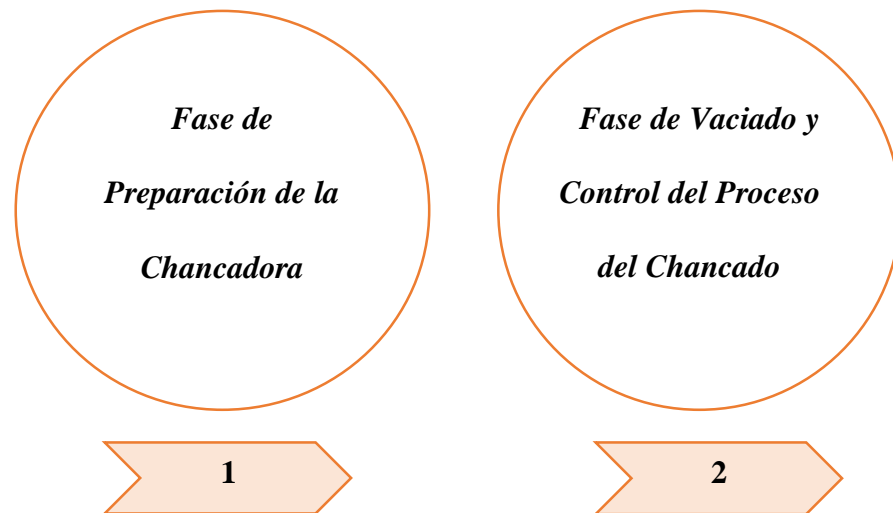 Fase de
Preparación de la
Chancadora
Fase de Vaciado y
Control del Proceso
del Chancado
1
2